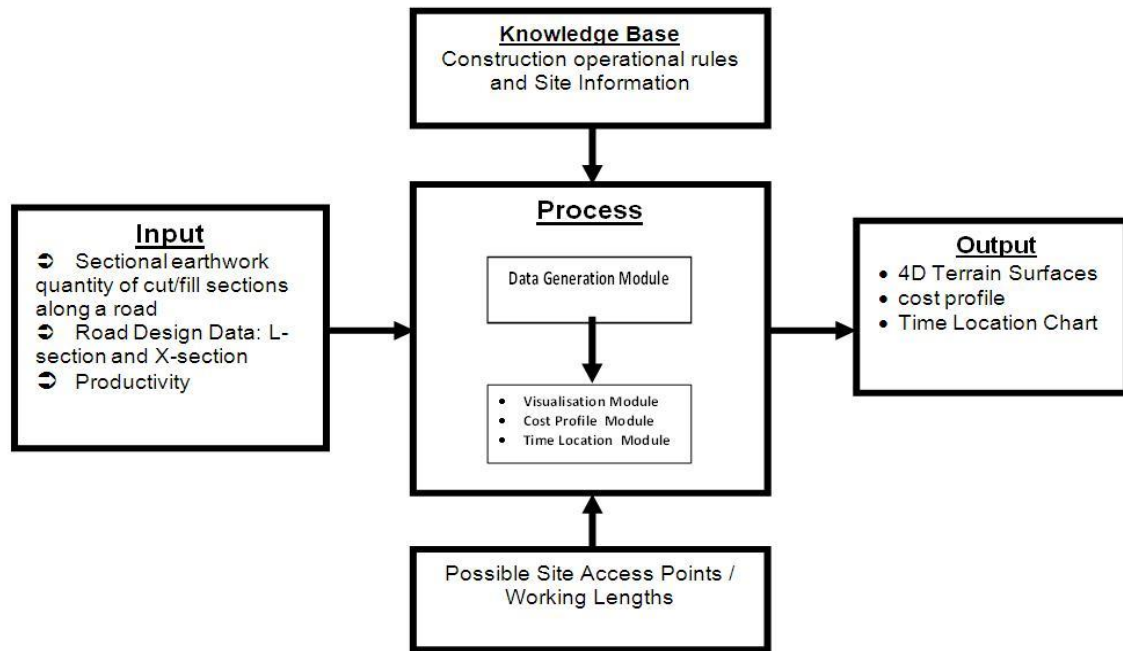 Knowledge Base
Construction operational rules
and Site Information
Input
➲ Sectional earthwork
quantity of cut/fill sections
along a road
➲ Road Design Data: L-
section and X-section
➲ Productivity
Process
Data Generation Module
• Visualisation Module
• Cost Profile Module
• Time Location Module
Output
• 4D Terrain Surfaces
• cost profile
• Time Location Chart
Possible Site Access Points /
Working Lengths